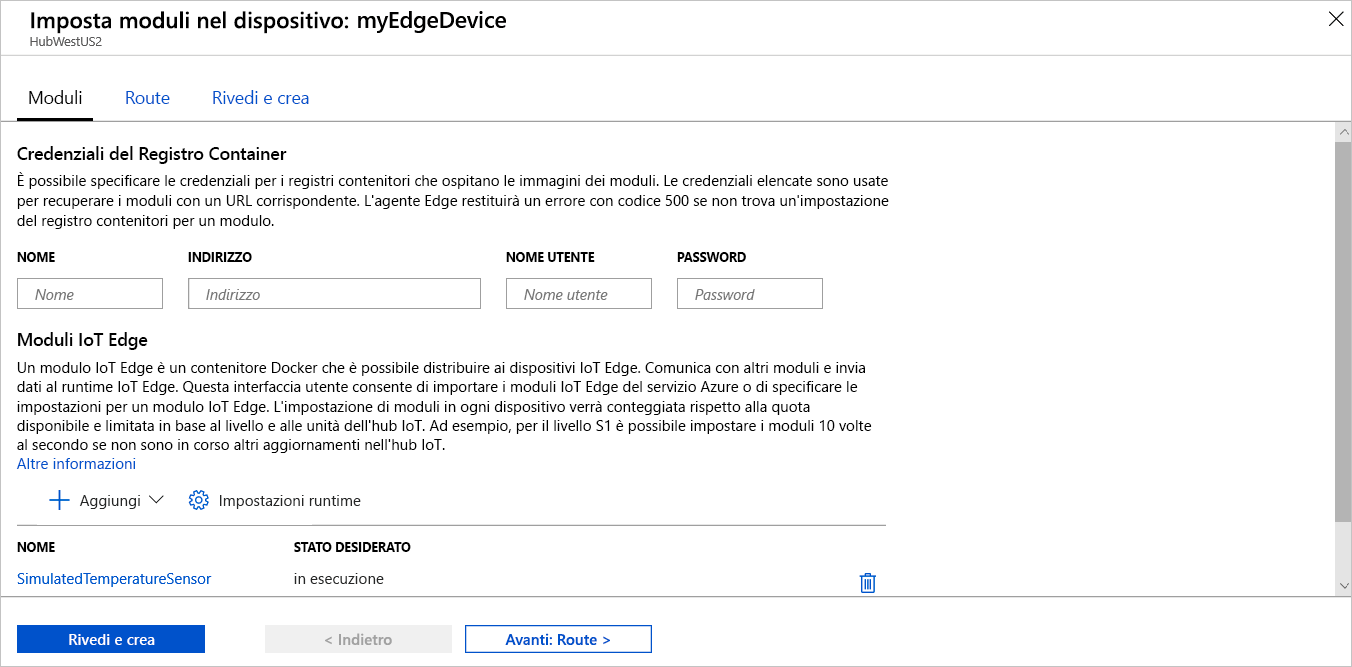 Imposta moduli nel dispositivo: myEdgeDevice
HubWestUS2
Moduli Route Rivedi e crea
Credenziali del Registro Container
È possibile specificare le credenziali per i registri contenitori che ospitano le immagini dei moduli. Le credenziali elencate sono usate
per recuperare i moduli con un URL corrispondente. L'agente Edge restituirà un errore con codice 500 se non trova un'impostazione
del registro contenitori per un modulo.
NOME INDIRIZZO NOME UTENTE PASSWORD
Nome Indirizzo Nome utente Password
Moduli IoT Edge
Un modulo IoT Edge è un contenitore Docker che è possibile distribuire ai dispositivi IoT Edge. Comunica con altri moduli e invia
dati al runtime IoT Edge. Questa interfaccia utente consente di importare i moduli IoT Edge del servizio Azure o di specificare le
impostazioni per un modulo IoT Edge. L'impostazione di moduli in ogni dispositivo verrà conteggiata rispetto alla quota
disponibile e limitata in base al livello e alle unità dell'hub IoT. Ad esempio, per il livello S1 è possibile impostare i moduli 10 volte
al secondo se non sono in corso altri aggiornamenti nell'hub IoT.
Altre informazioni
Aggiungi Impostazioni runtime
NOME STATO DESIDERATO
SimulatedTemperatureSensor in esecuzione
Rivedi e crea < Indietro Avanti: Route >